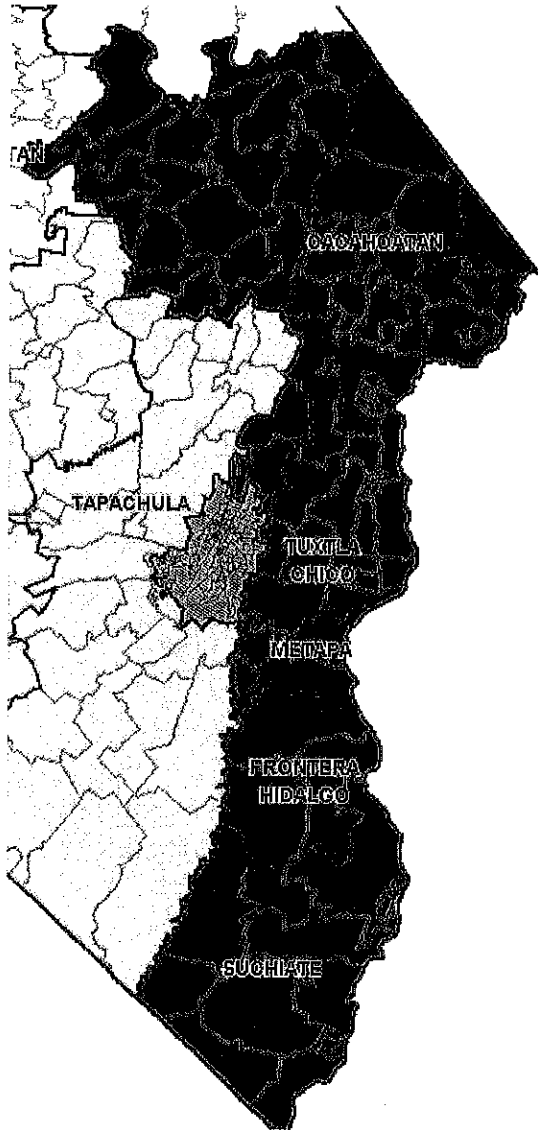 TAN
CACAHOATAN
TAPACHULA
TUXTLA
CHICO
METAPA
FRONTERA
HIDALGO
SUCHIATE